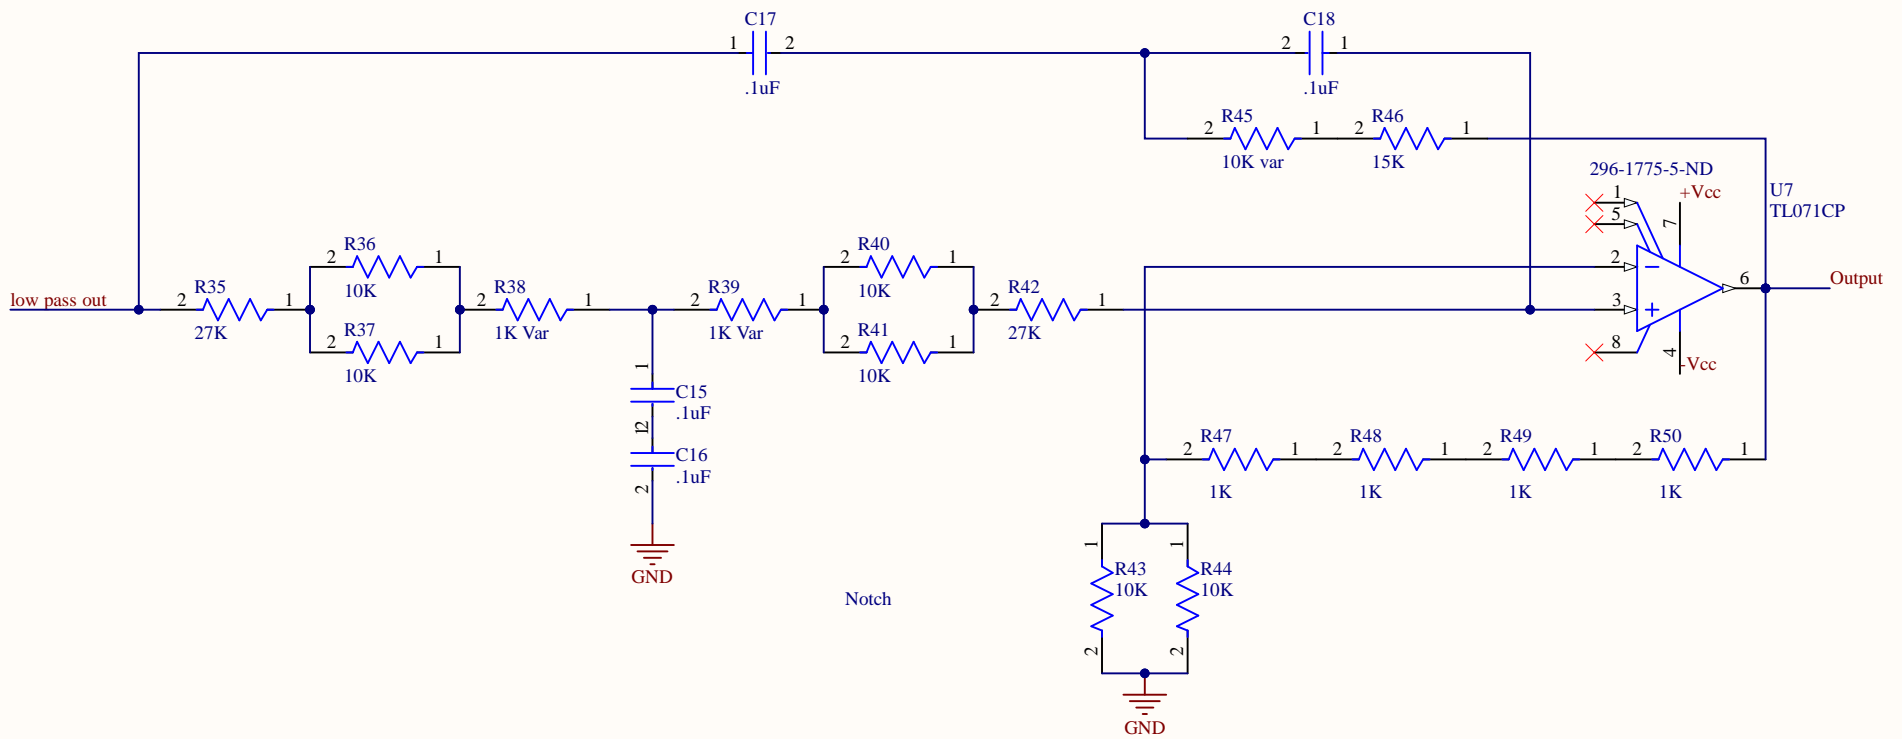 C17
1 2
.1uF
C18
2 1
.1uF
R45
2 1
10K var
R46
2 1
15K
296-1775-5-ND
U7
TL071CP
+Vcc
1
5
7
2
3
6
8
4
-Vcc
Output
low pass out
R35
2 1
27K
R36
2 1
10K
R37
2 1
10K
R38
2 1
1K Var
R39
2 1
1K Var
R40
2 1
10K
R41
2 1
10K
R42
2 1
27K
1
C15
.1uF
2
1
C16
.1uF
2
GND
R47
2 1
1K
R48
2 1
1K
R49
2 1
1K
R50
2 1
1K
1
R43
10K
2
1
R44
10K
2
GND
Notch